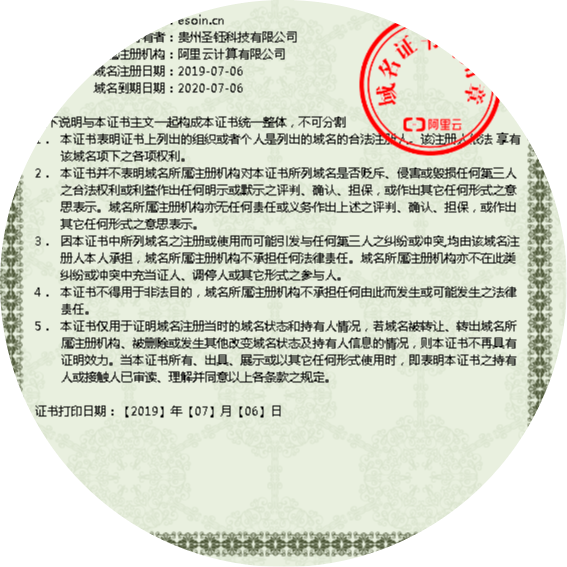 ：esoin.cn
有者：贵州圣钰科技有限公司
属注册机构：阿里云计算有限公司
域名注册日期：2019-07-06
域名到期日期：2020-07-06
域名证
章
阿里云
下说明与本证书主文一起构成本证书统一整体，不可分割
1．本证书表明证书上列出的组织或者个人是列出的域名的合法注册人。该注册人依法 享有
该域名项下之各项权利。
2．本证书并不表明域名所属注册机构对本证书所列域名是否贬斥、侵害或毁损任何第三人
之合法权利或利益作出任何明示或默示之评判、确认、担保，或作出其它任何形式之意
思表示。域名所属注册机构亦无任何责任或义务作出上述之评判、确认、担保，或作出
其它任何形式之意思表示。
3．因本证书中所列域名之注册或使用而可能引发与任何第三人之纠纷或冲突,均由该域名注
册人本人承担，域名所属注册机构不承担任何法律责任。域名所属注册机构亦不在此类
纠纷或冲突中充当证人、调停人或其它形式之参与人。
4．本证书不得用于非法目的，域名所属注册机构不承担任何由此而发生或可能发生之法律
责任。
5．本证书仅用于证明域名注册当时的域名状态和持有人情况，若域名被转让、转出域名所
属注册机构、被删除或发生其他改变域名状态及持有人信息的情况，则本证书不再具有
证明效力。当本证书所有、出具、展示或以其它任何形式使用时，即表明本证书之持有
人或接触人已审读、理解并同意以上各条款之规定。
证书打印日期：【2019】年【07】月【06】日